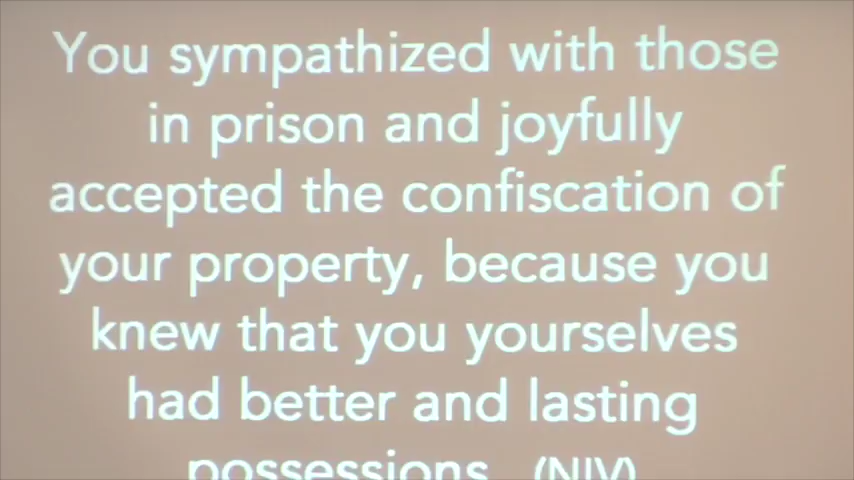 You sympathized with those
in prison and joyfully
accepted the confiscation of
your property, because you
knew that you yourselves
had better and lasting
possessions. (NIV)